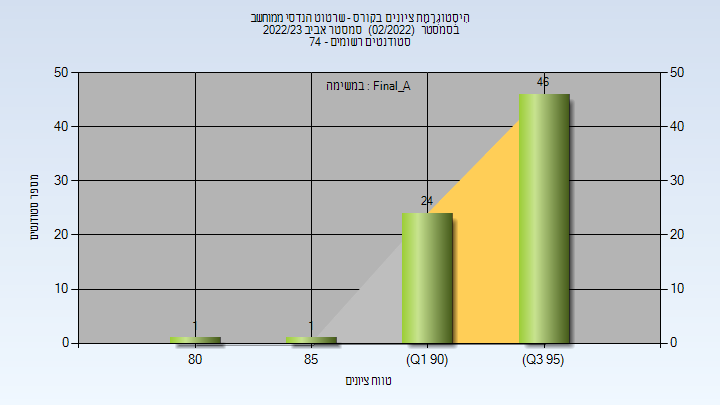 היסטוגרמת ציונים בקורס - שרטוט הנדסי ממוחשב
בסמסטר (02/2022) סמסטר אביב 2022/23
סטודנטים רשומים - 74
במשימה : Final_A
50 50
40 40
30 30
20 20
10 10
0 0
46
24
1 1
מספר סטודנטים
80 85 (Q1 90) (Q3 95)
טווח ציונים